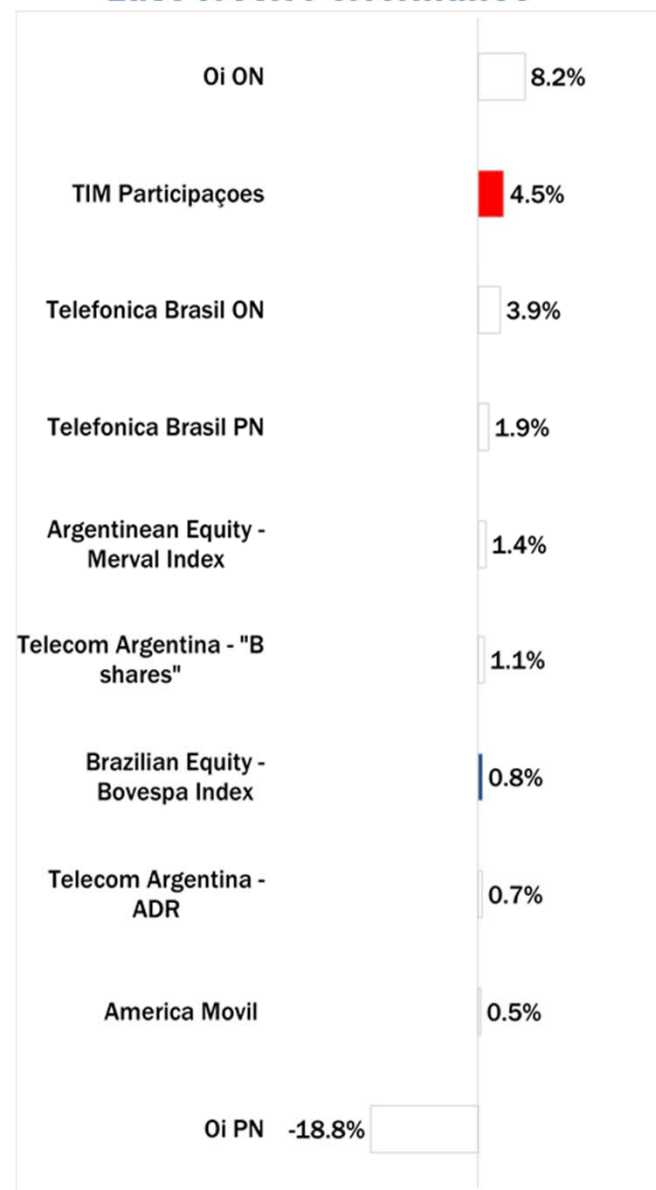 Oi ON
8.2%
TIM Participaçoes
4.5%
Telefonica Brasil ON
3.9%
Telefonica Brasil PN
1.9%
Argentinean Equity -
Merval Index
1.4%
Telecom Argentina - "B
shares"
1.1%
Brazilian Equity -
Bovespa Index
0.8%
Telecom Argentina -
ADR
0.7%
America Movil
0.5%
Oi PN
-18.8%